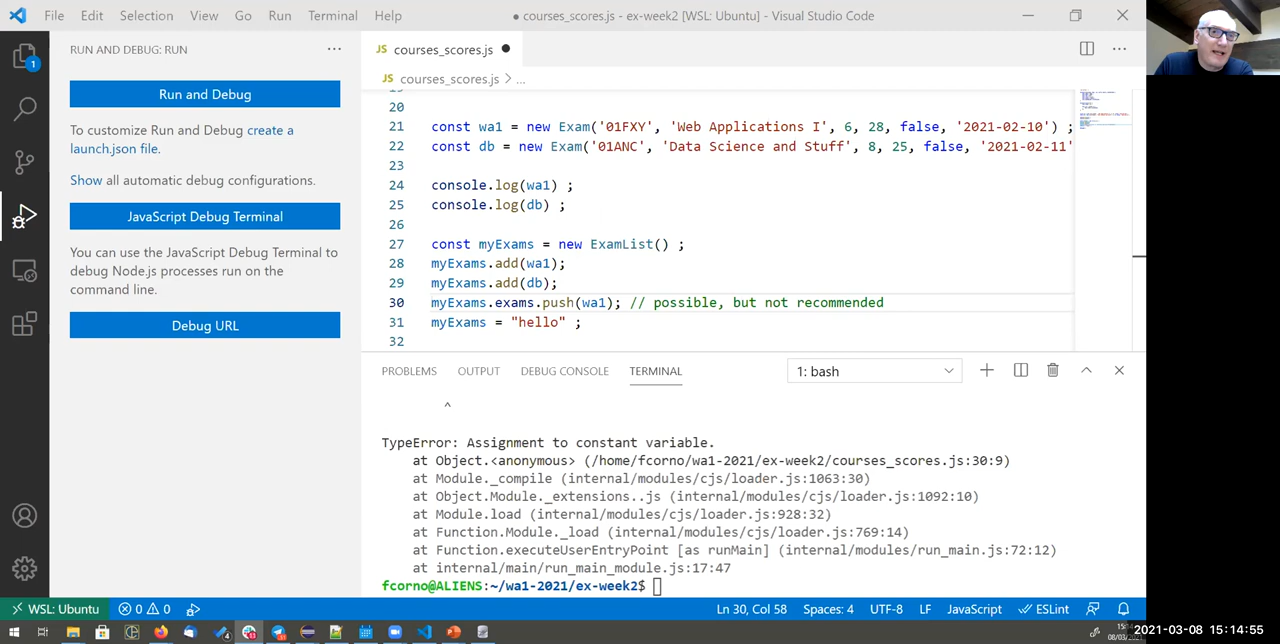 File Edit Selection View Go Run Terminal Help
● courses_scores.js - ex-week2 [WSL: Ubuntu] - Visual Studio Code
RUN AND DEBUG: RUN
Run and Debug
To customize Run and Debug create a
launch.json file.
Show all automatic debug configurations.
JavaScript Debug Terminal
You can use the JavaScript Debug Terminal to
debug Node.js processes run on the
command line.
Debug URL
1
JS courses_scores.js ●
JS courses_scores.js > ...
20
21 const wa1 = new Exam('01FXY', 'Web Applications I', 6, 28, false, '2021-02-10') ;
22 const db = new Exam('01ANC', 'Data Science and Stuff', 8, 25, false, '2021-02-11'
23
24 console.log(wa1) ;
25 console.log(db) ;
26
27 const myExams = new ExamList() ;
28 myExams.add(wa1);
29 myExams.add(db);
30 myExams.exams.push(wa1); // possible, but not recommended
31 myExams = "hello" ;
32
PROBLEMS OUTPUT DEBUG CONSOLE TERMINAL
1: bash
^
TypeError: Assignment to constant variable.
at Object.<anonymous> (/home/fcorno/wa1-2021/ex-week2/courses_scores.js:30:9)
at Module._compile (internal/modules/cjs/loader.js:1063:30)
at Object.Module._extensions..js (internal/modules/cjs/loader.js:1092:10)
at Module.load (internal/modules/cjs/loader.js:928:32)
at Function.Module._load (internal/modules/cjs/loader.js:769:14)
at Function.executeUserEntryPoint [as runMain] (internal/modules/run_main.js:72:12)
at internal/main/run_main_module.js:17:47
fcorno@ALIENS:~/wa1-2021/ex-week2$
WSL: Ubuntu 0 0
Ln 30, Col 58 Spaces: 4 UTF-8 LF JavaScript ESLint
2021-03-08 15:14:55